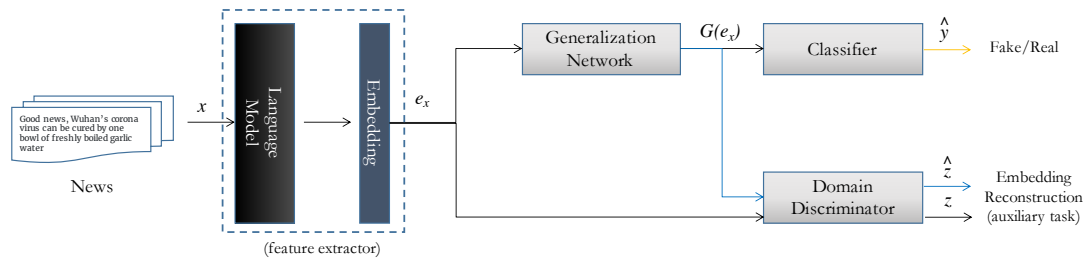 Good news, Wuhan's corona
virus can be cured by one
bowl of freshly boiled garlic
water
News
x
Language
Model
Embedding
(feature extractor)
e_x
Generalization
Network
G(e_x)
Classifier
ŷ
Fake/Real
Domain
Discriminator
ẑ
z
Embedding
Reconstruction
(auxiliary task)